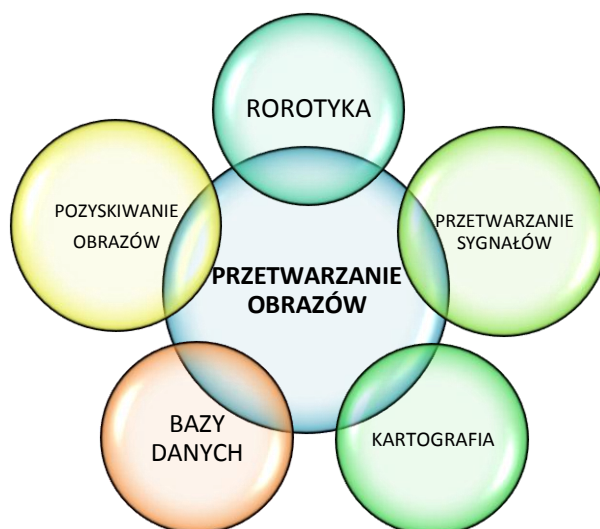 ROROTYKA
POZYSKIWANIE
OBRAZÓW
PRZETWARZANIE
SYGNAŁÓW
PRZETWARZANIE
OBRAZÓW
BAZY
DANYCH
KARTOGRAFIA